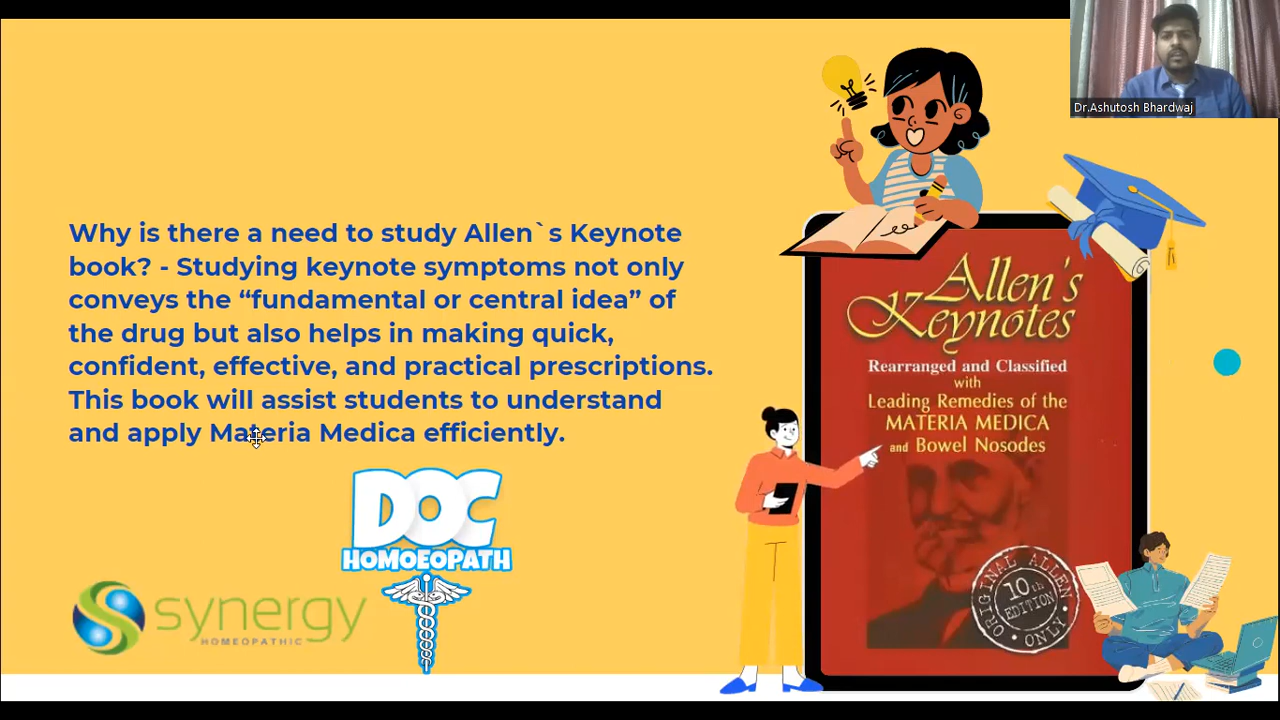 Dr.Ashutosh Bhardwaj
Why is there a need to study Allen`s Keynote
book? - Studying keynote symptoms not only
conveys the “fundamental or central idea” of
the drug but also helps in making quick,
confident, effective, and practical prescriptions.
This book will assist students to understand
and apply Materia Medica efficiently.
Allen's
Keynotes
Rearranged and Classified
with
Leading Remedies of the
MATERIA MEDICA
and Bowel Nosodes
ORIGINAL ALLEN
10th
EDITION
ONLY
DOC
HOMOEOPATH
synergy
HOMEOPATHIC